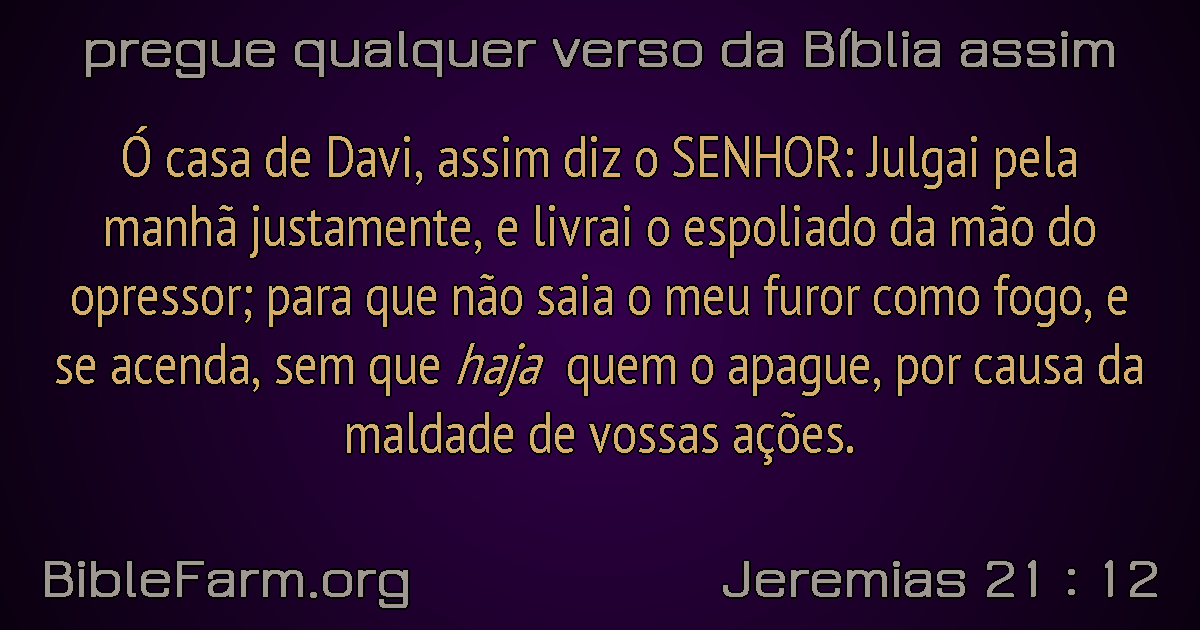 pregue qualquer verso da Bíblia assim
Ó casa de Davi, assim diz o SENHOR: Julgai pela
manhã justamente, e livrai o espoliado da mão do
opressor; para que não saia o meu furor como fogo, e
se acenda, sem que haja quem o apague, por causa da
maldade de vossas ações.
BibleFarm.org
Jeremias 21 : 12